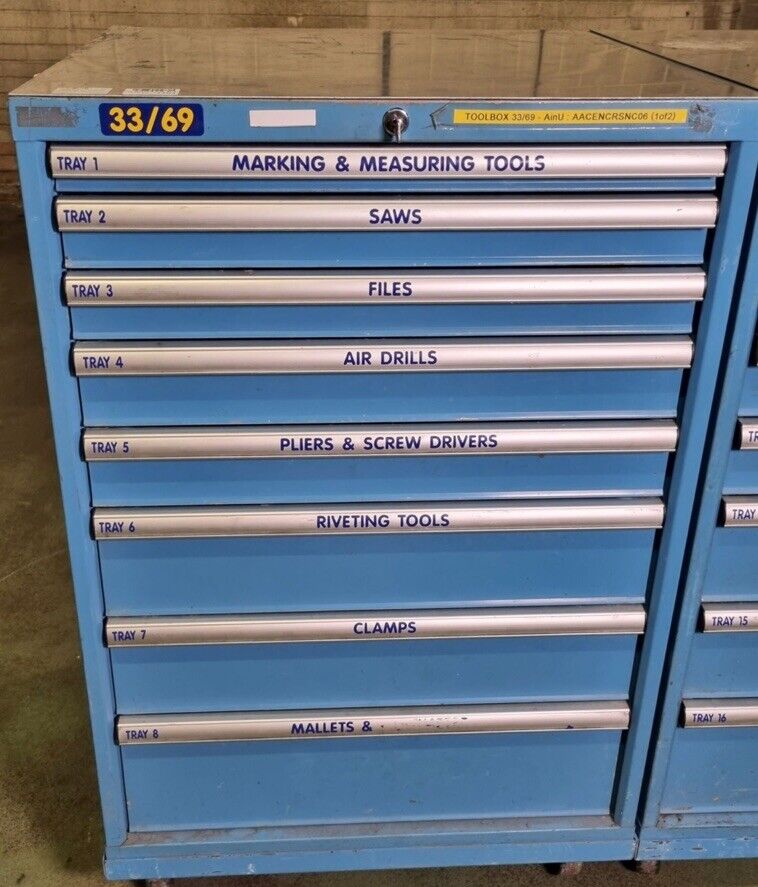 33/69
TOOLBOX 33/69 - AinU : AACENCRSNC06 (1of2)
TRAY 1 MARKING & MEASURING TOOLS
TRAY 2 SAWS
TRAY 3 FILES
TRAY 4 AIR DRILLS
TRAY 5 PLIERS & SCREW DRIVERS
TRAY 6 RIVETING TOOLS
TRAY 7 CLAMPS
TRAY 8 MALLETS &
TRAY
TRAY 15
TRAY 16